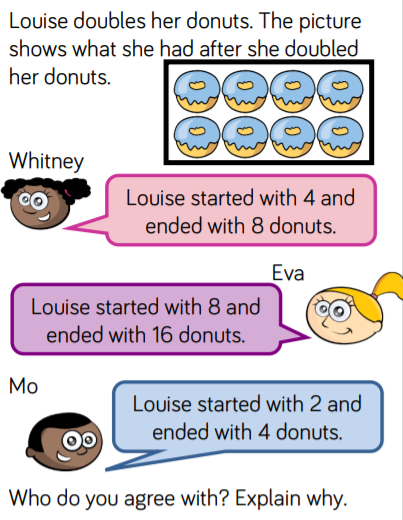 Louise doubles her donuts. The picture
shows what she had after she doubled
her donuts.
Whitney
Louise started with 4 and
ended with 8 donuts.
Eva
Louise started with 8 and
ended with 16 donuts.
Mo
Louise started with 2 and
ended with 4 donuts.
Who do you agree with? Explain why.